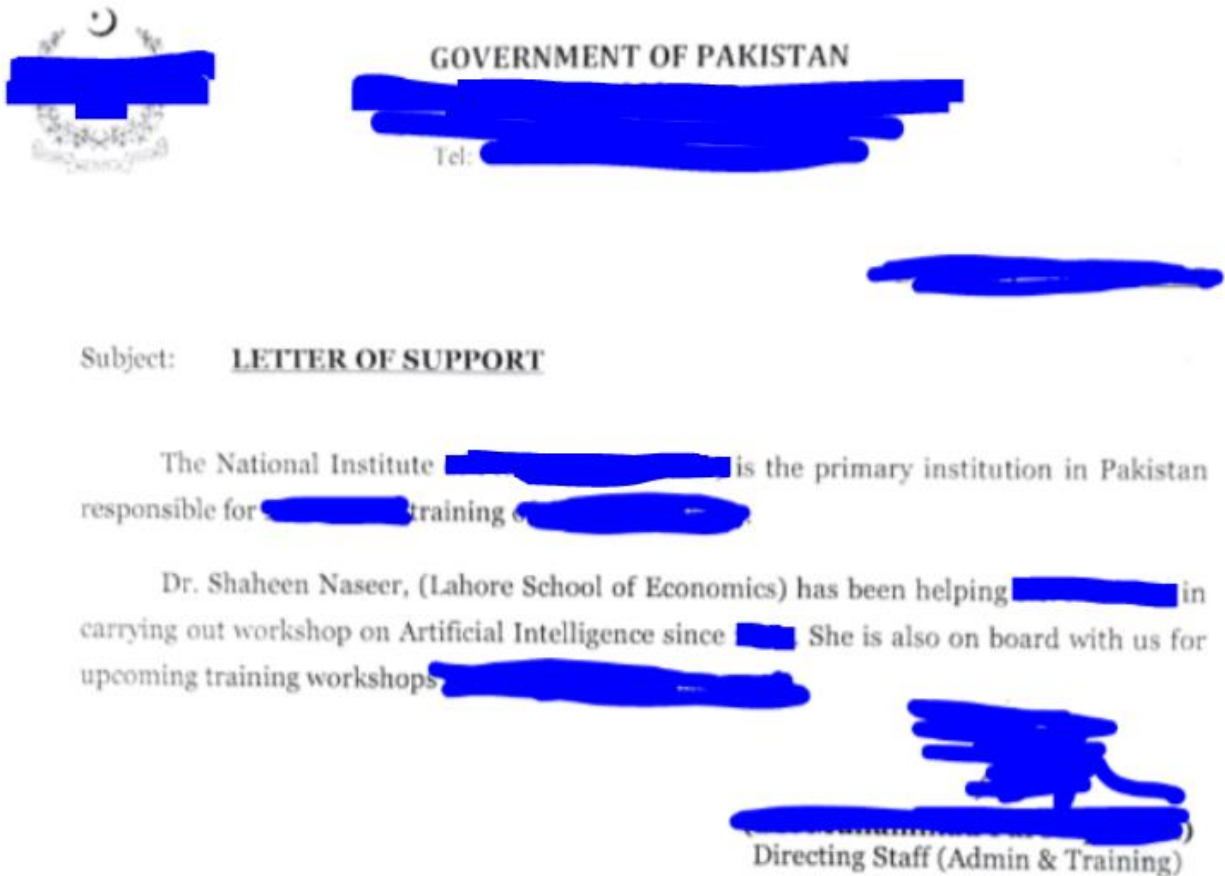 GOVERNMENT OF PAKISTAN
Tel:
Subject: LETTER OF SUPPORT
The National Institute is the primary institution in Pakistan
responsible for training
Dr. Shaheen Naseer, (Lahore School of Economics) has been helping in
carrying out workshop on Artificial Intelligence since . She is also on board with us for
upcoming training workshops
Directing Staff (Admin & Training)